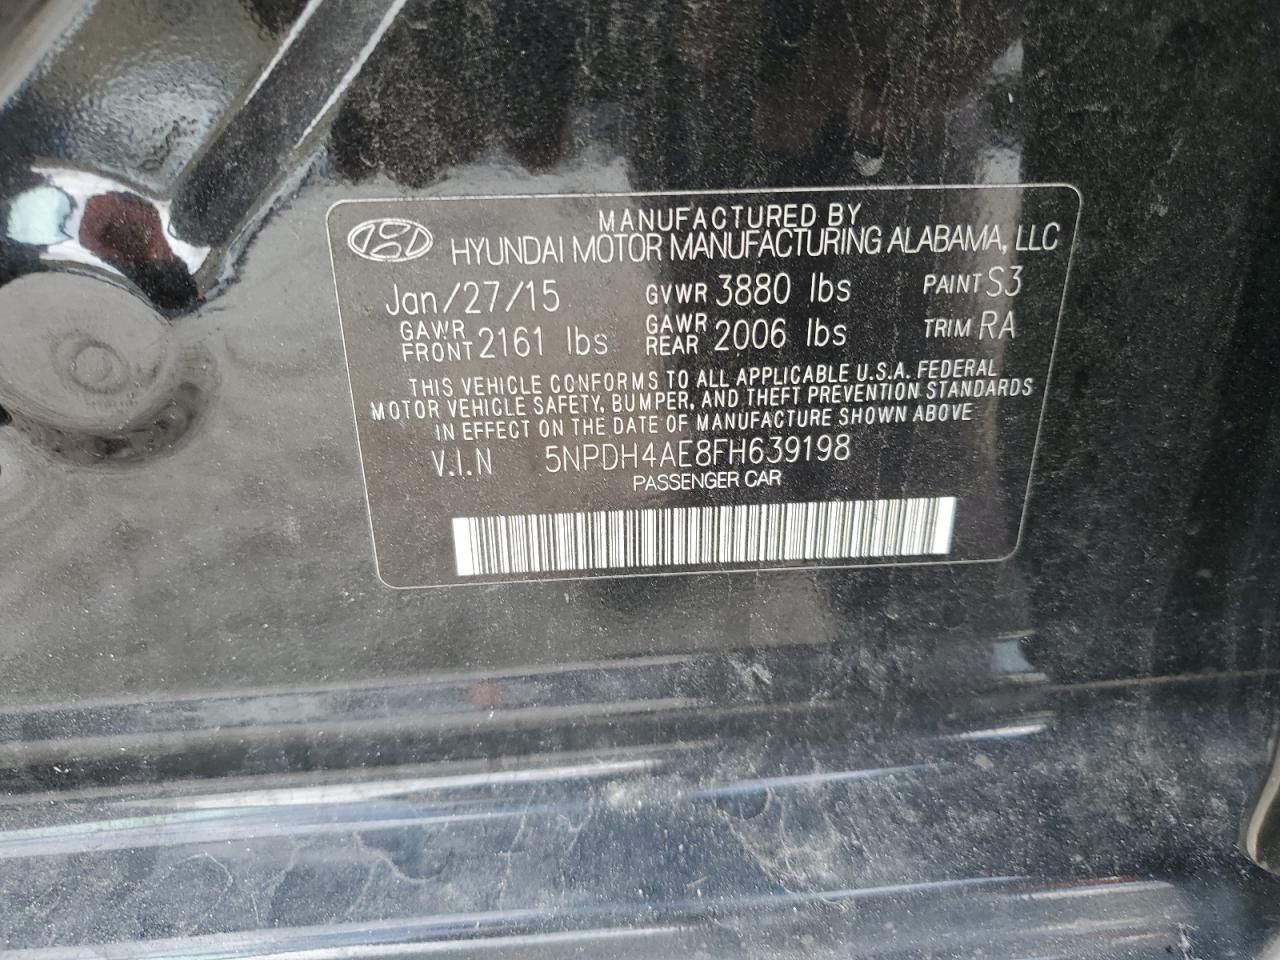 MANUFACTURED BY
HYUNDAI MOTOR MANUFACTURING ALABAMA, LLC
Jan/27/15 GVWR 3880 lbs PAINT S3
GAWR FRONT 2161 lbs GAWR REAR 2006 lbs TRIM RA
THIS VEHICLE CONFORMS TO ALL APPLICABLE U.S.A. FEDERAL
MOTOR VEHICLE SAFETY, BUMPER, AND THEFT PREVENTION STANDARDS
IN EFFECT ON THE DATE OF MANUFACTURE SHOWN ABOVE
V.I.N 5NPDH4AE8FH639198
PASSENGER CAR